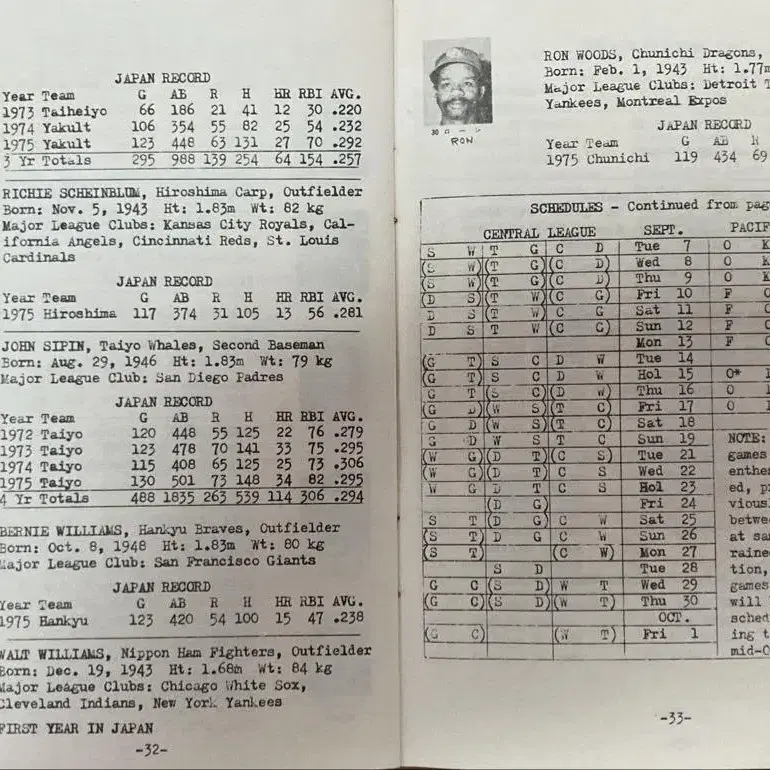 JAPAN RECORD
Year Team G AB R H HR RBI AVG.
1973 Taiheiyo 66 186 21 41 12 30 .220
1974 Yakult 106 354 55 82 25 54 .232
1975 Yakult 123 448 63 131 27 70 .292
3 Yr Totals 295 988 139 254 64 154 .257
RICHIE SCHEINBLUM, Hiroshima Carp, Outfielder
Born: Nov. 5, 1943 Ht: 1.83m Wt: 82 kg
Major League Clubs: Kansas City Royals, Cal-
ifornia Angels, Cincinnati Reds, St. Louis
Cardinals
JAPAN RECORD
Year Team G AB R H HR RBI AVG.
1975 Hiroshima 117 374 31 105 13 56 .281
JOHN SIPIN, Taiyo Whales, Second Baseman
Born: Aug. 29, 1946 Ht: 1.83m Wt: 79 kg
Major League Club: San Diego Padres
JAPAN RECORD
Year Team G AB R H HR RBI AVG.
1972 Taiyo 120 448 55 125 22 76 .279
1973 Taiyo 123 478 70 141 33 75 .295
1974 Taiyo 115 408 65 125 25 73 .306
1975 Taiyo 130 501 73 148 34 82 .295
4 Yr Totals 488 1835 263 539 114 306 .294
BERNIE WILLIAMS, Hankyu Braves, Outfielder
Born: Oct. 8, 1948 Ht: 1.83m Wt: 80 kg
Major League Club: San Francisco Giants
JAPAN RECORD
Year Team G AB R H HR RBI AVG.
1975 Hankyu 123 420 54 100 15 47 .238
WALT WILLIAMS, Nippon Ham Fighters, Outfielder
Born: Dec. 19, 1943 Ht: 1.68m Wt: 84 kg
Major League Clubs: Chicago White Sox,
Cleveland Indians, New York Yankees
FIRST YEAR IN JAPAN
-32-
RON
RON WOODS, Chunichi Dragons,
Born: Feb. 1, 1943 Ht: 1.77m
Major League Clubs: Detroit T
Yankees, Montreal Expos
JAPAN RECORD
Year Team G AB R
1975 Chunichi 119 434 69
SCHEDULES - Continued from pag
CENTRAL LEAGUE SEPT. PACIF
S W T G C D Tue 7 O K
(S W)(T G)(C D) Wed 8 O K
(S W)(T G)(C D) Thu 9 O K
(D S)(T W)(C G) Fri 10 F
D S (T W)(C G Sat 11 F
D S T W C G) Sun 12 F
Mon 13 F
(G T) S C D W Tue 14
(G T) S C D W Hol 15 O*
G T (S C)(D W) Thu 16 O
(G D)(W S)(T C) Fri 17 O
G D (W S)(T C) Sat 18
G D W S T C Sun 19
(W G)(D T)(C S) Tue 21
(W G)(D T) C S Wed 22
W G D T C S Hol 23
(D G) Fri 24
S T (D G) C W Sat 25
(S T) D G C W Sun 26
(S T) (C W) Mon 27
S D Tue 28
G C (S D) W T Wed 29
(G C)(S D)(W T) Thu 30
OCT.
(G C) (W T) Fri 1
NOTE:
games
enthes
ed, p
viousl
betwe
at sa
raine
tion,
games
will
sched
ing t
mid-O
-33-